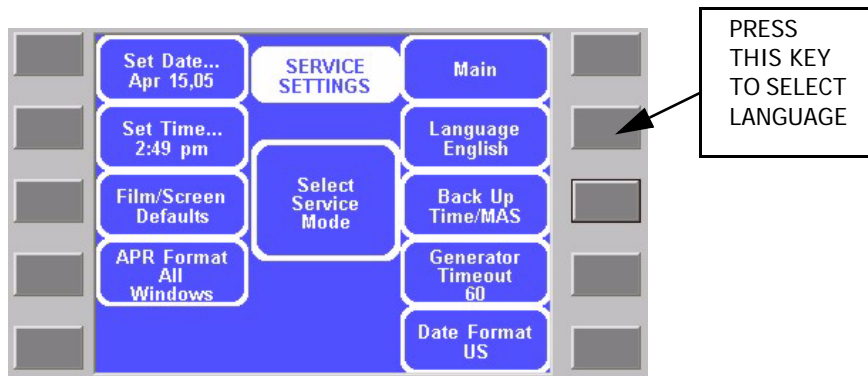 Set Date...
Apr 15,05
SERVICE
SETTINGS
Main
Set Time...
2:49 pm
Language
English
Film/Screen
Defaults
Select
Service
Mode
Back Up
Time/MAS
APR Format
All
Windows
Generator
Timeout
60
Date Format
US
PRESS
THIS KEY
TO SELECT
LANGUAGE